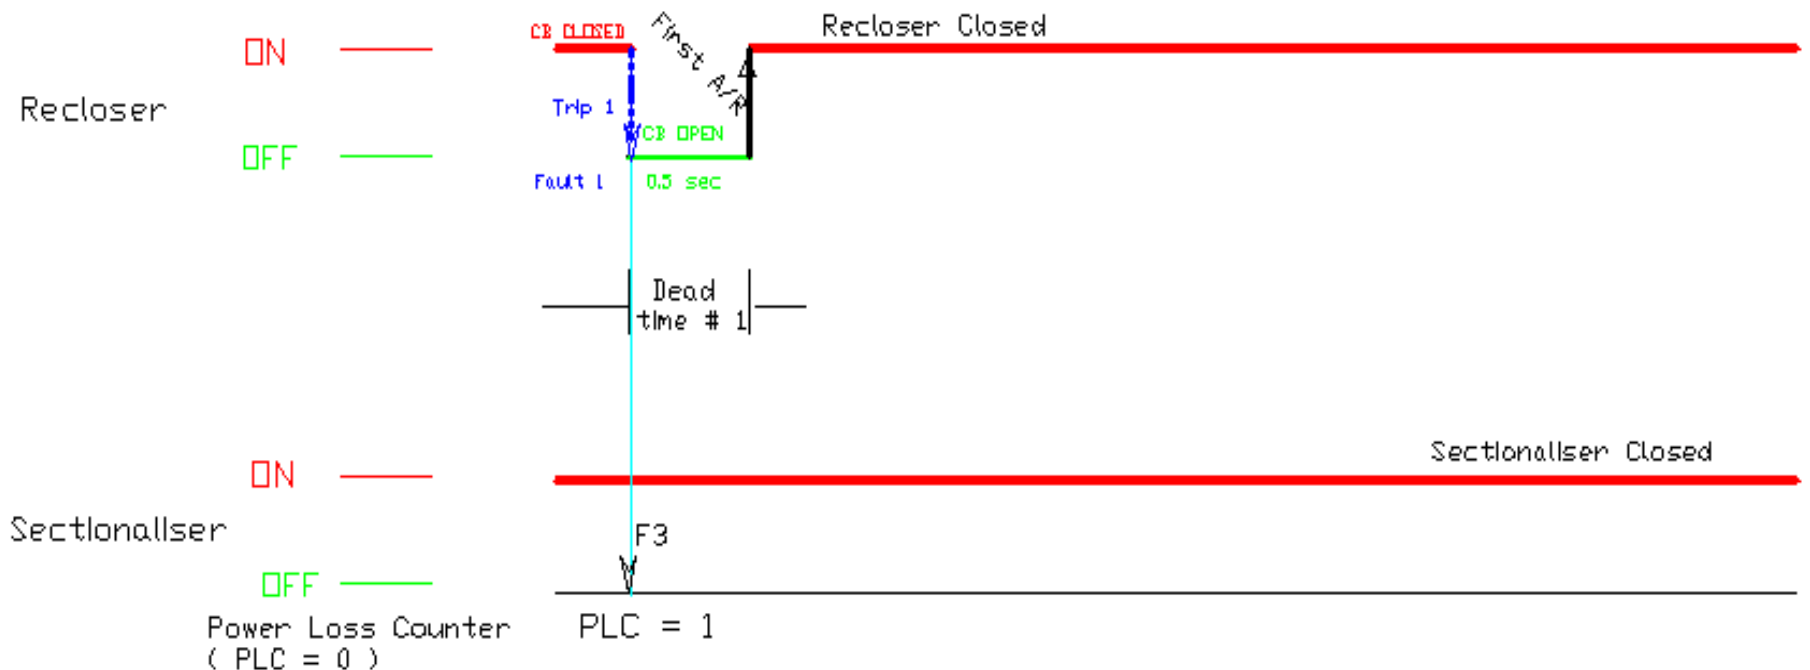 CB CLOSED
First A/R
Recloser Closed
ON
Recloser
Trip 1
CB OPEN
OFF
Fault 1
0.5 sec
Dead
time # 1
Sectionaliser Closed
ON
Sectionaliser
F3
OFF
Power Loss Counter
( PLC = 0 )
PLC = 1